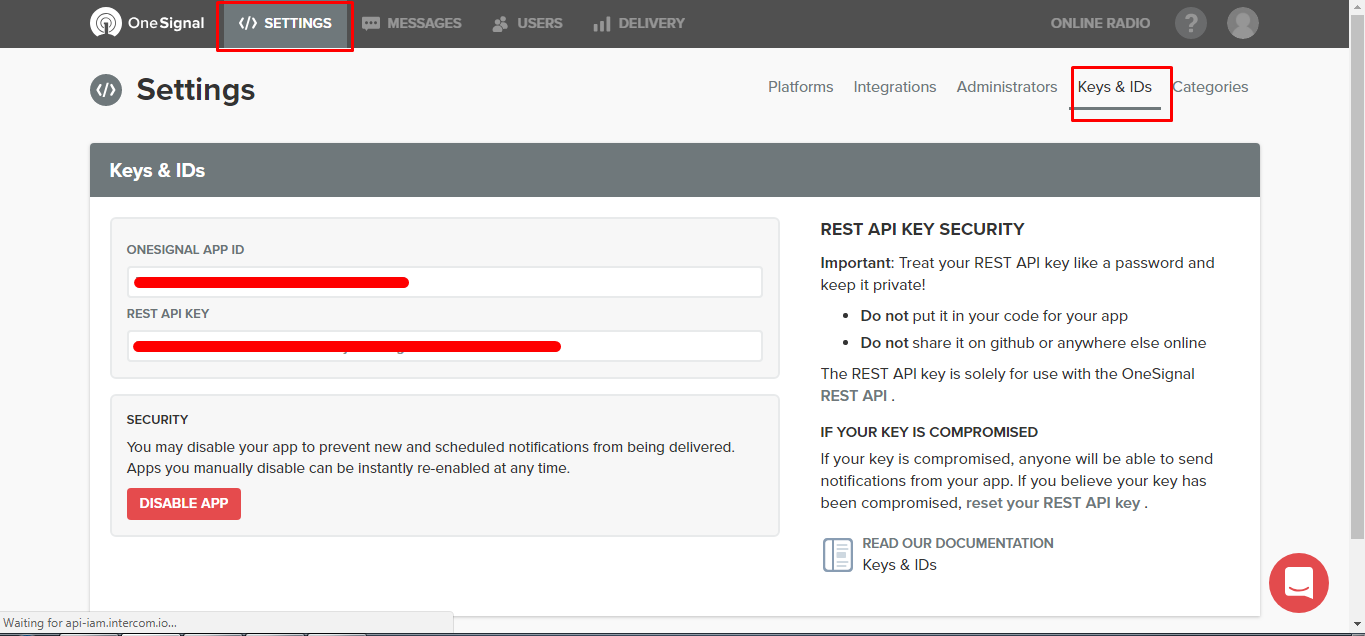 OneSignal
</> SETTINGS
MESSAGES
USERS
DELIVERY
ONLINE RADIO
?
</> Settings
Platforms
Integrations
Administrators
Keys & IDs
Categories
Keys & IDs
ONESIGNAL APP ID
REST API KEY
SECURITY
You may disable your app to prevent new and scheduled notifications from being delivered.
Apps you manually disable can be instantly re-enabled at any time.
DISABLE APP
REST API KEY SECURITY
Important: Treat your REST API key like a password and
keep it private!
• Do not put it in your code for your app
• Do not share it on github or anywhere else online
The REST API key is solely for use with the OneSignal
REST API .
IF YOUR KEY IS COMPROMISED
If your key is compromised, anyone will be able to send
notifications from your app. If you believe your key has
been compromised, reset your REST API key .
READ OUR DOCUMENTATION
Keys & IDs
Waiting for api-iam.intercom.io...